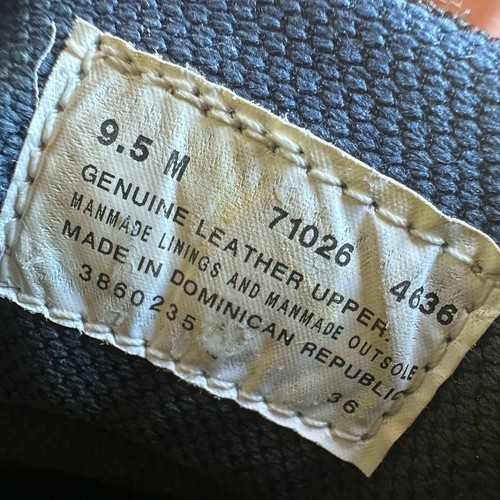 9.5 M 71026 4636
GENUINE LEATHER UPPER.
MANMADE LININGS AND MANMADE OUTSOLE
MADE IN DOMINICAN REPUBLIC
3860235 36